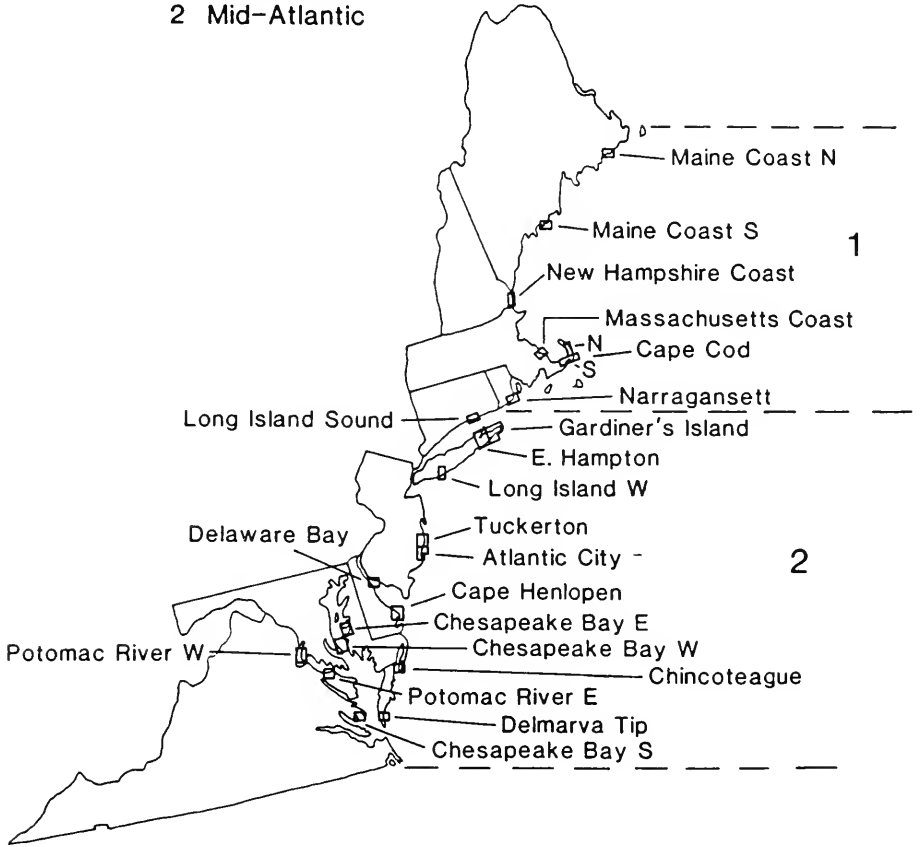 2 Mid-Atlantic
Maine Coast N
Maine Coast S
1
New Hampshire Coast
Massachusetts Coast
N
Cape Cod
S
Narragansett
Long Island Sound
Gardiner's Island
E. Hampton
Long Island W
Tuckerton
Delaware Bay
Atlantic City
2
Cape Henlopen
Chesapeake Bay E
Chesapeake Bay W
Potomac River W
Chincoteague
Potomac River E
Delmarva Tip
Chesapeake Bay S